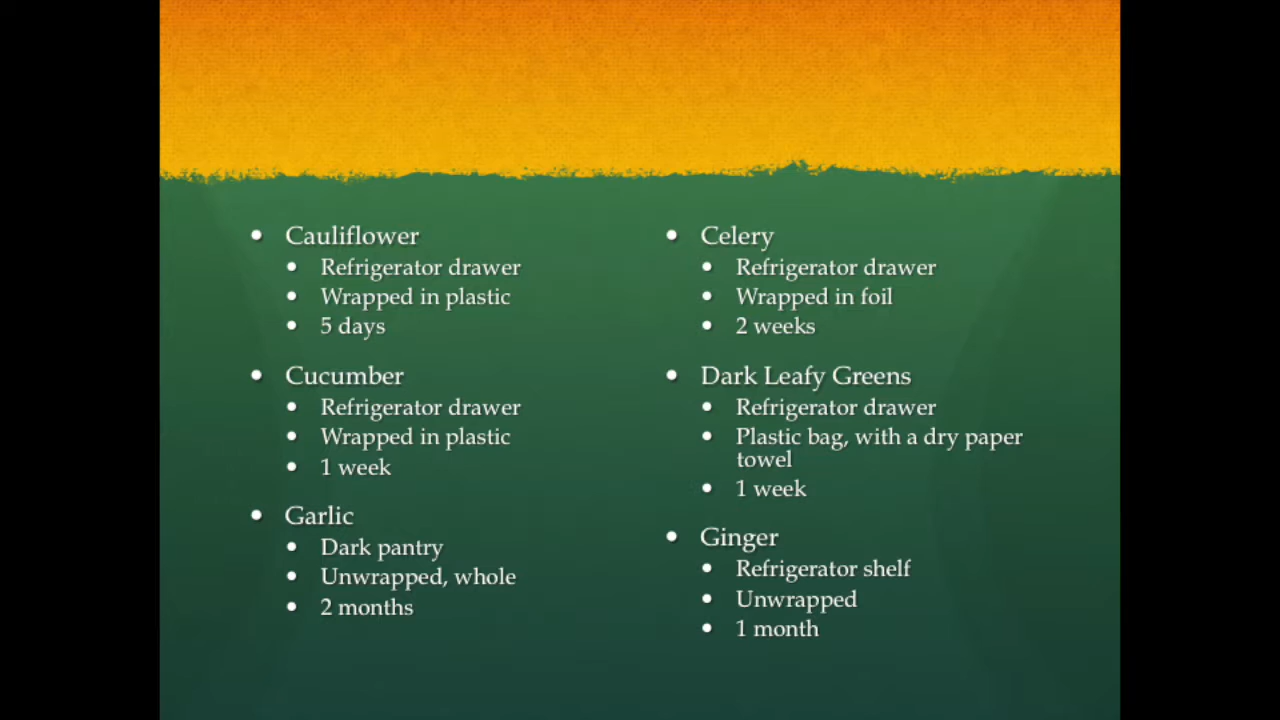 Cauliflower
Refrigerator drawer
Wrapped in plastic
5 days
Cucumber
Refrigerator drawer
Wrapped in plastic
1 week
Garlic
Dark pantry
Unwrapped, whole
2 months
Celery
Refrigerator drawer
Wrapped in foil
2 weeks
Dark Leafy Greens
Refrigerator drawer
Plastic bag, with a dry paper
towel
1 week
Ginger
Refrigerator shelf
Unwrapped
1 month